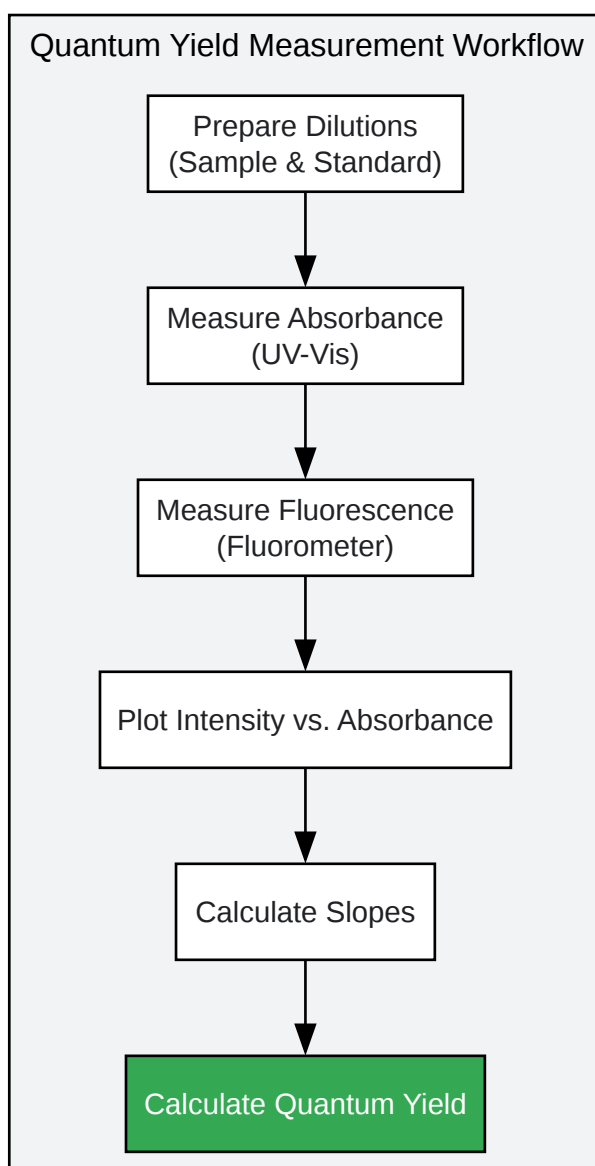 Quantum Yield Measurement Workflow
Prepare Dilutions
(Sample & Standard)
Measure Absorbance
(UV-Vis)
Measure Fluorescence
(Fluorometer)
Plot Intensity vs. Absorbance
Calculate Slopes
Calculate Quantum Yield